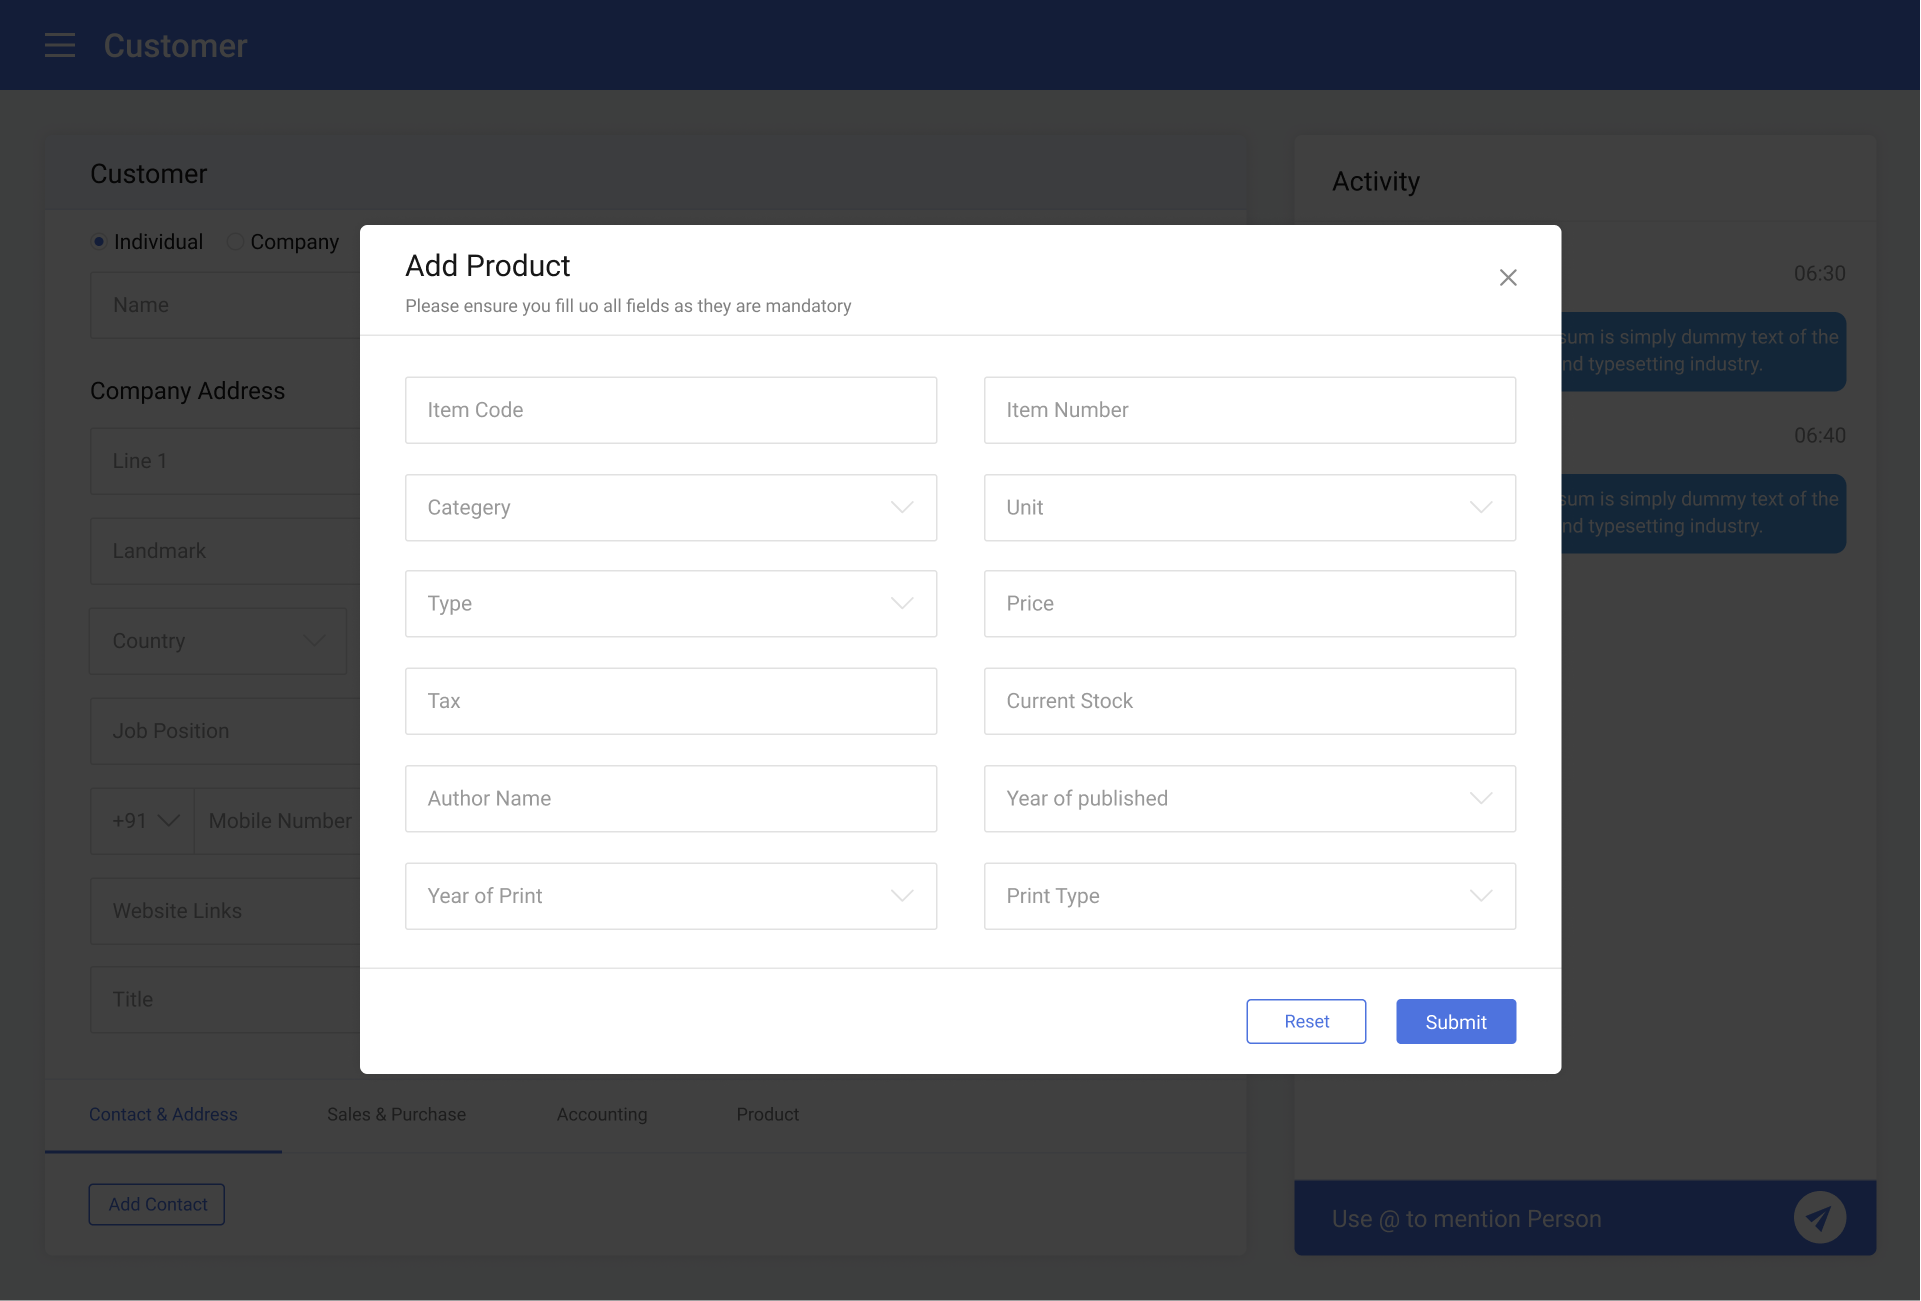 Customer
Customer
Individual
Company
Name
Company Address
Line 1
Landmark
Country
Job Position
+91
Mobile Number
Website Links
Title
Contact & Address
Sales & Purchase
Accounting
Product
Add Contact
Add Product
Please ensure you fill uo all fields as they are mandatory
Item Code
Item Number
Categery
Unit
Type
Price
Tax
Current Stock
Author Name
Year of published
Year of Print
Print Type
Reset
Submit
Activity
06:30
sum is simply dummy text of the
nd typesetting industry.
06:40
sum is simply dummy text of the
nd typesetting industry.
Use @ to mention Person